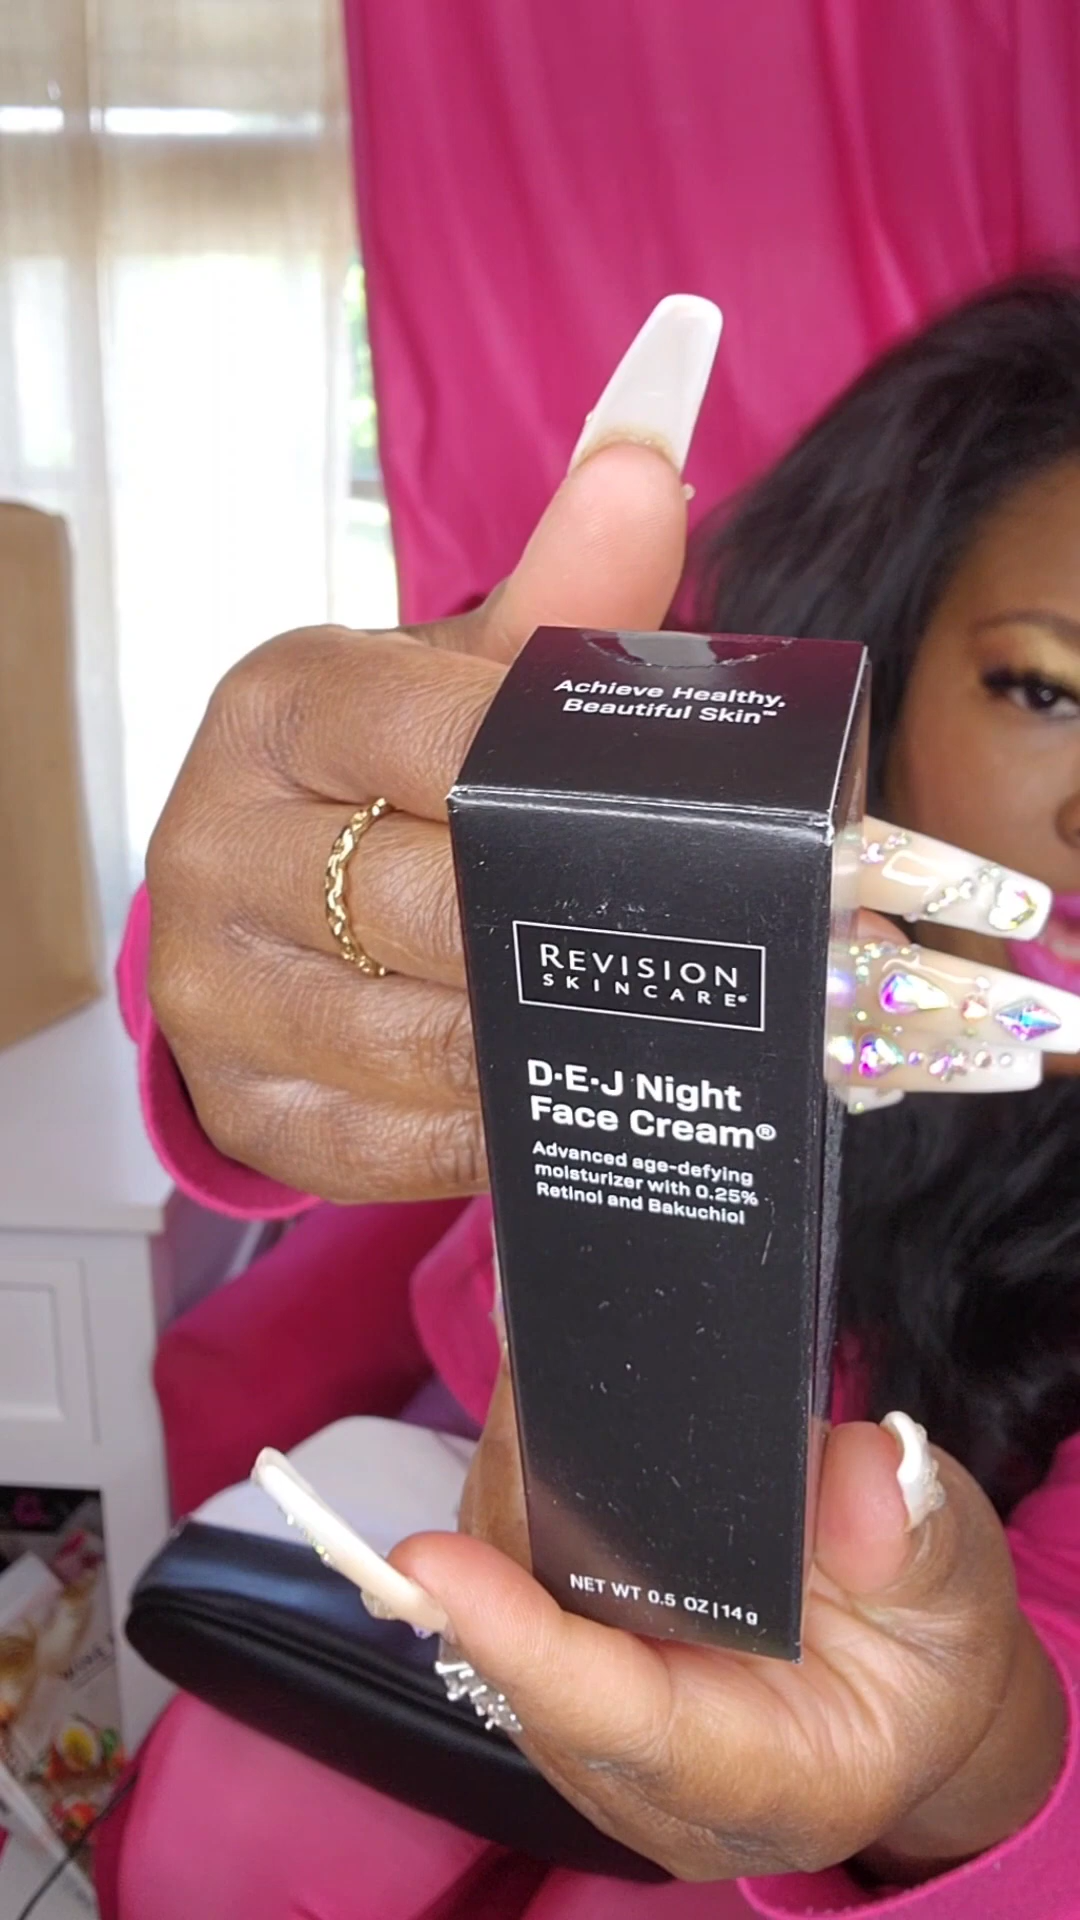 Achieve Healthy,
Beautiful Skin™
REVISION
SKINCARE®
D·E·J Night
Face Cream®
Advanced age-defying
moisturizer with 0.25%
Retinol and Bakuchiol
NET WT 0.5 OZ | 14 g